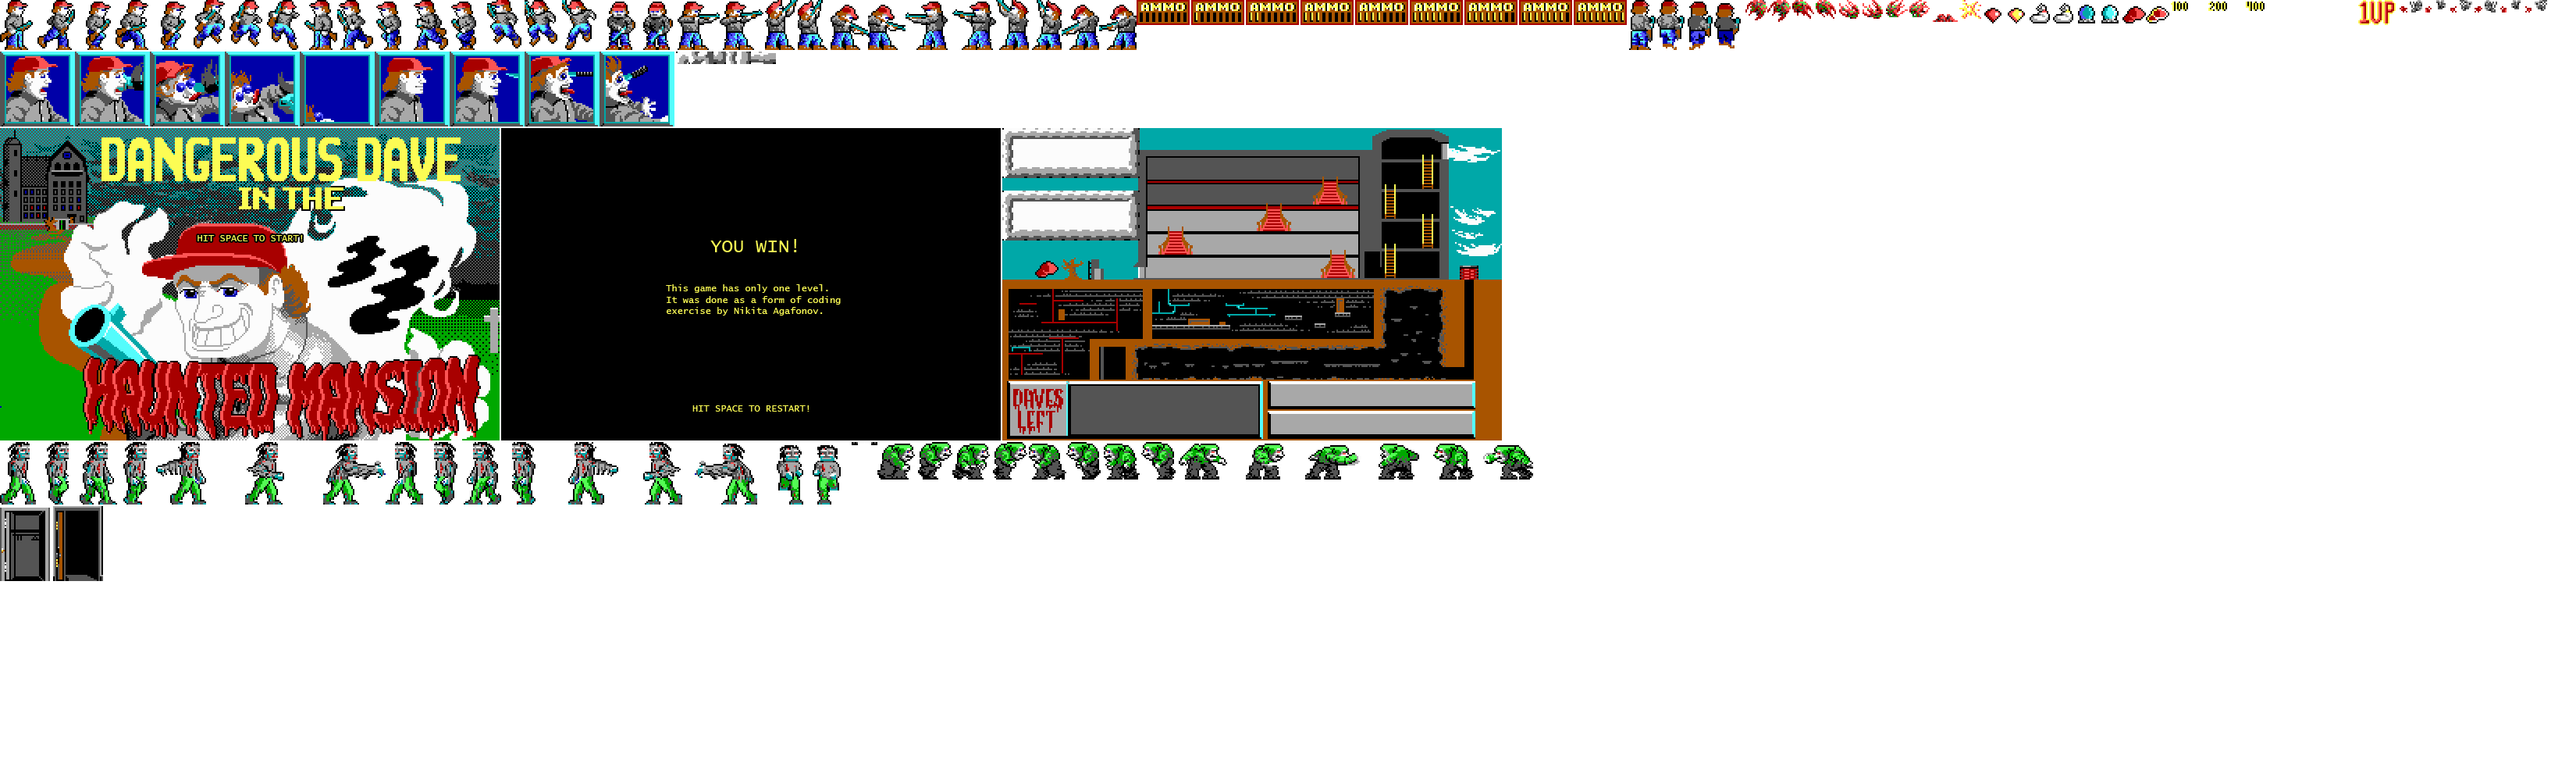 AMMO AMMO AMMO AMMO AMMO AMMO AMMO AMMO AMMO
100 200 400
1UP
DANGEROUS DAVE
IN THE
HIT SPACE TO START!
HAUNTED MANSION
YOU WIN!
This game has only one level.
It was done as a form of coding
exercise by Nikita Agafonov.
HIT SPACE TO RESTART!
DAVES
LEFT